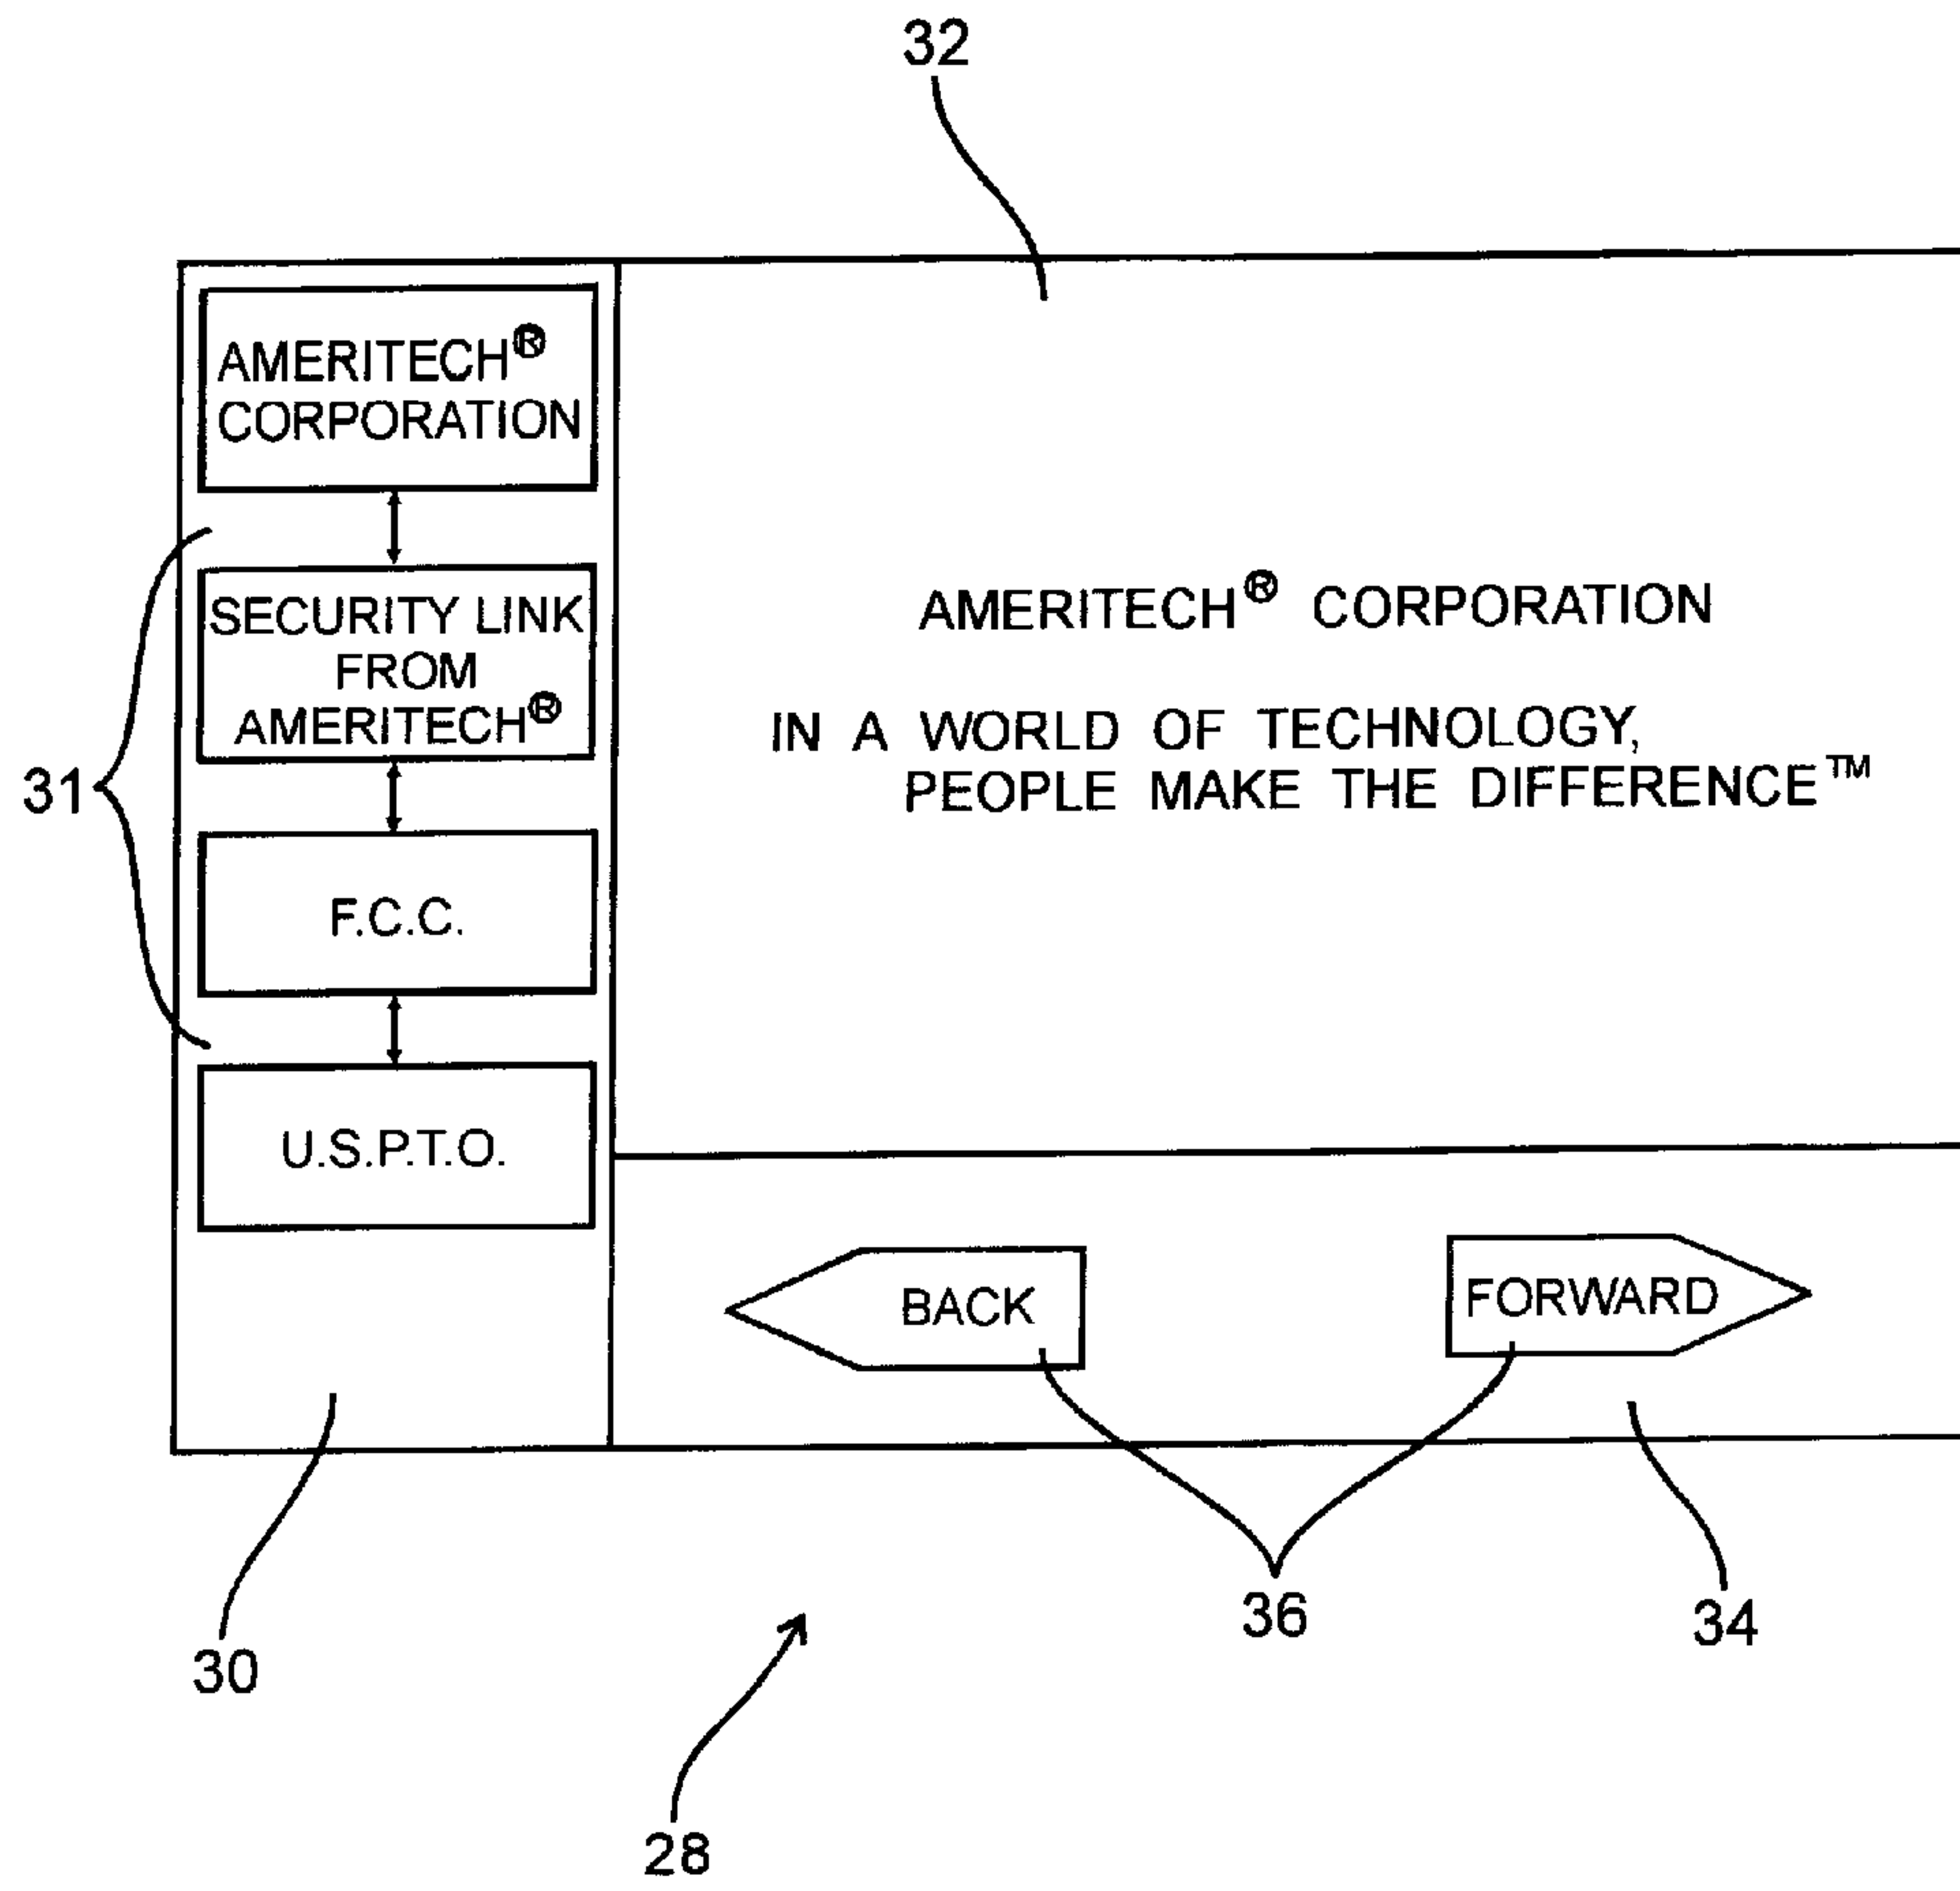 32
AMERITECH®
CORPORATION
SECURITY LINK
FROM
AMERITECH®
31
F.C.C.
U.S.P.T.O.
AMERITECH® CORPORATION
IN A WORLD OF TECHNOLOGY,
PEOPLE MAKE THE DIFFERENCE™
BACK
FORWARD
30
36
34
28